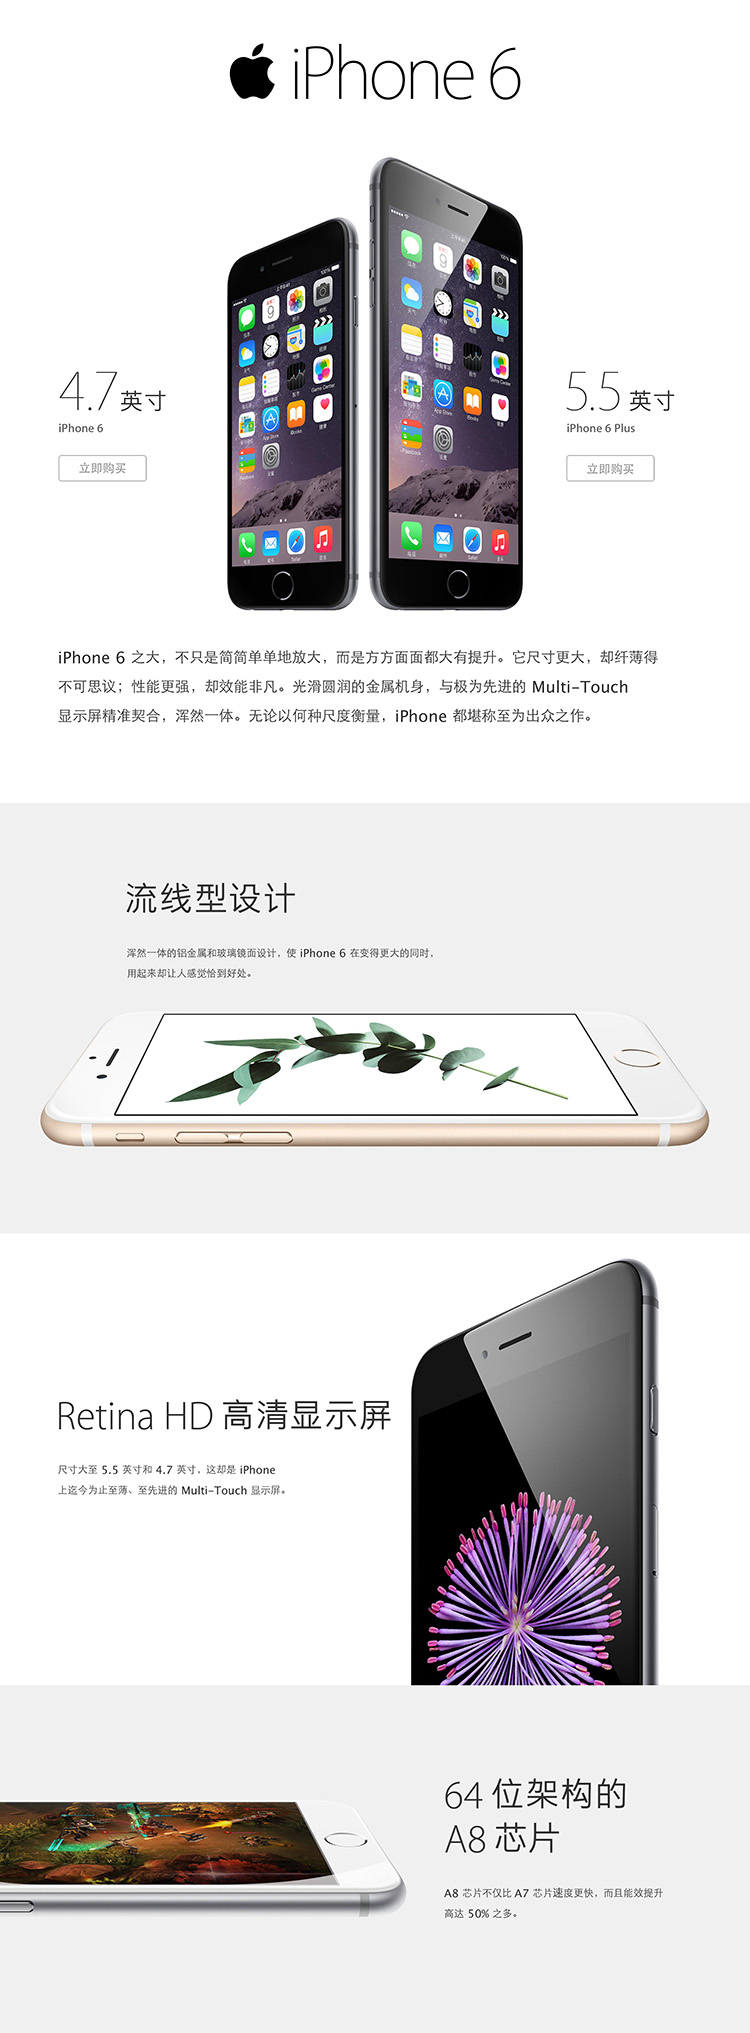 iPhone 6
4.7 英寸
iPhone 6
立即购买
5.5 英寸
iPhone 6 Plus
立即购买
iPhone 6 之大，不只是简简单单地放大，而是方方面面都大有提升。它尺寸更大，却纤薄得
不可思议；性能更强，却效能非凡。光滑圆润的金属机身，与极为先进的 Multi-Touch
显示屏精准契合，浑然一体。无论以何种尺度衡量，iPhone 都堪称至为出众之作。
流线型设计
浑然一体的铝金属和玻璃镜面设计，使 iPhone 6 在变得更大的同时，
用起来却让人感觉恰到好处。
Retina HD 高清显示屏
尺寸大至 5.5 英寸和 4.7 英寸，这却是 iPhone
上迄今为止至薄、至先进的 Multi-Touch 显示屏。
64 位架构的
A8 芯片
A8 芯片不仅比 A7 芯片速度更快，而且能效提升
高达 50% 之多。